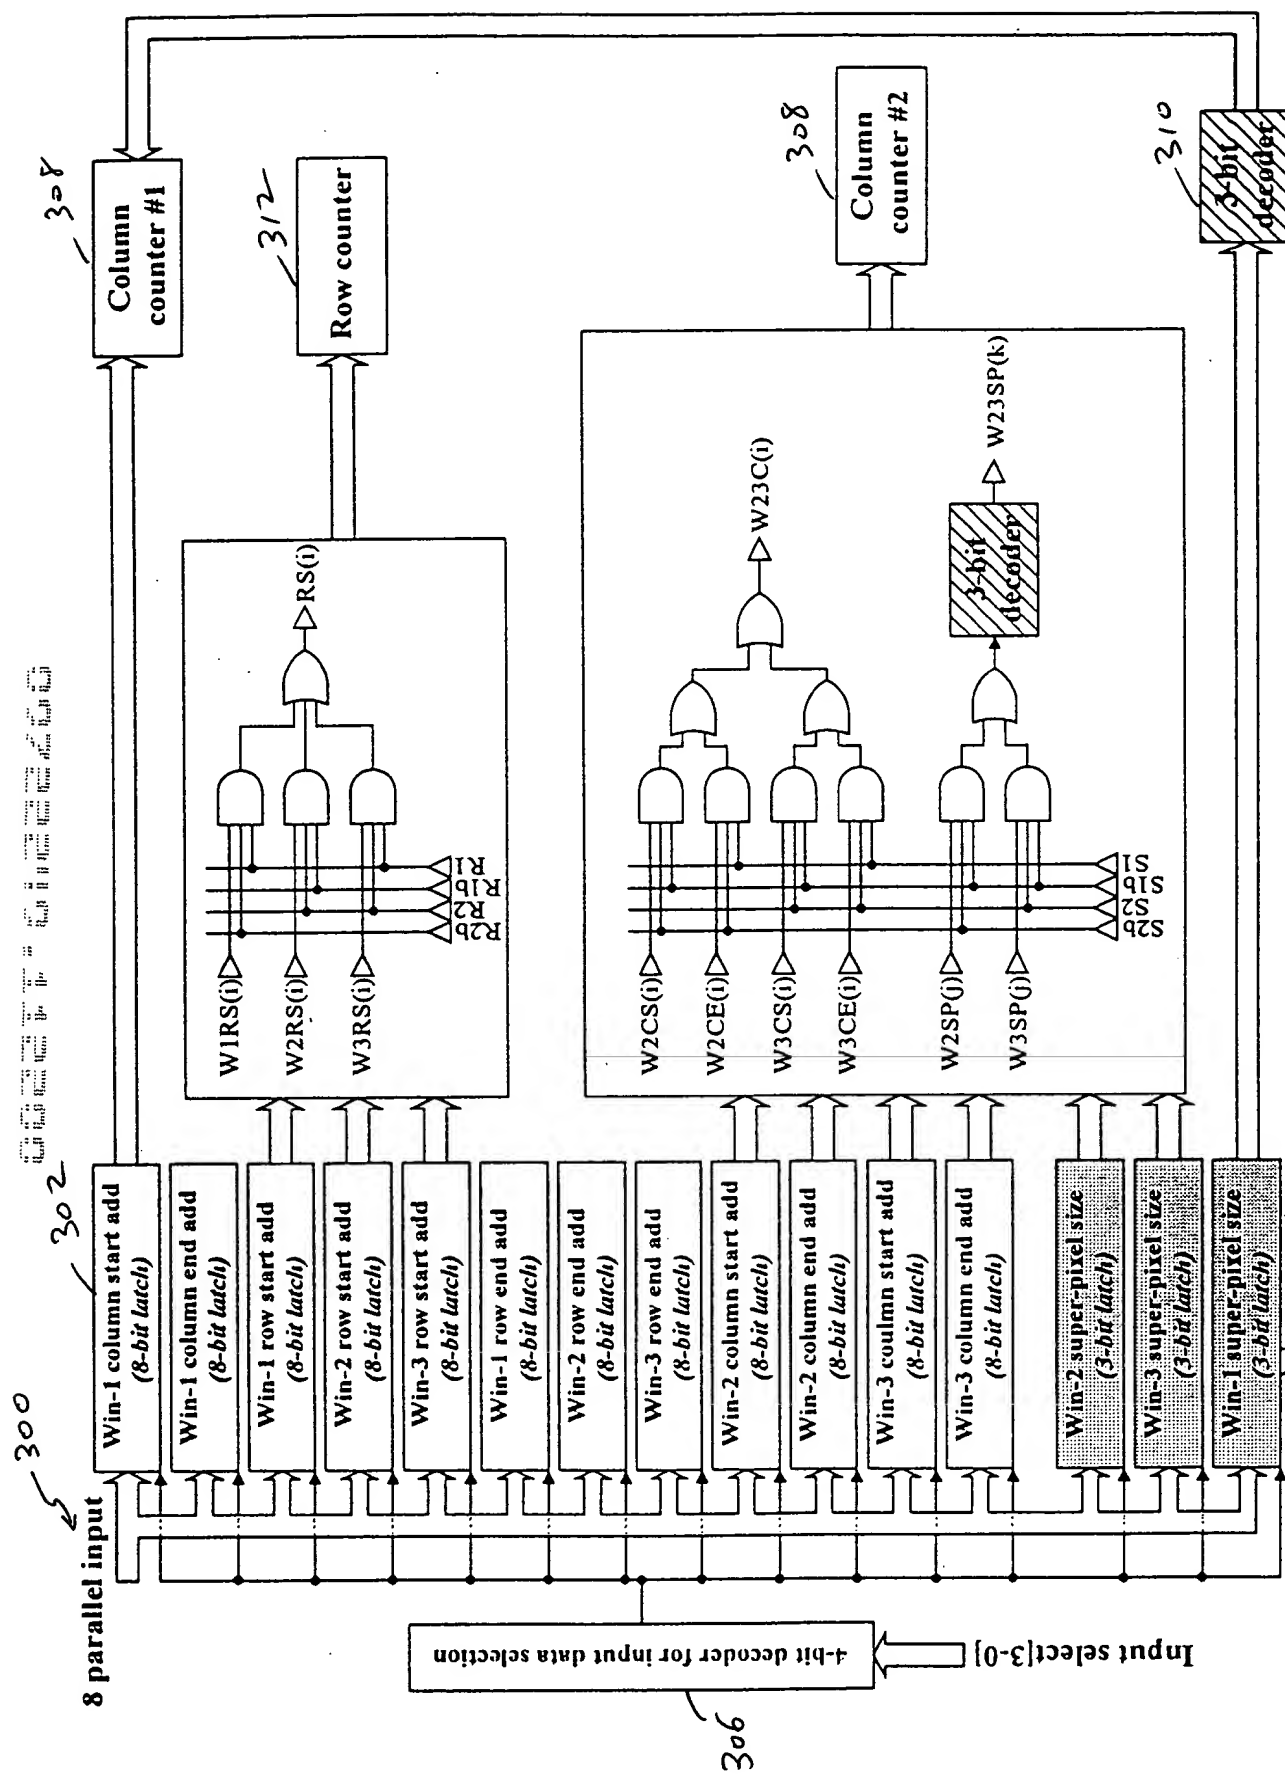 300
8 parallel input
302
Win-1 column start add
(8-bit latch)
Win-1 column end add
(8-bit latch)
Win-1 row start add
(8-bit latch)
Win-2 row start add
(8-bit latch)
Win-3 row start add
(8-bit latch)
Win-1 row end add
(8-bit latch)
Win-2 row end add
(8-bit latch)
Win-3 row end add
(8-bit latch)
Win-2 column start add
(8-bit latch)
Win-2 column end add
(8-bit latch)
Win-3 coulmn start add
(8-bit latch)
Win-3 column end add
(8-bit latch)
Win-2 super-pixel size
(3-bit latch)
Win-3 super-pixel size
(3-bit latch)
Win-1 super-pixel size
(3-bit latch)
4-bit decoder for input data selection
306
Input select[3-0]
W1RS(i)
W2RS(i)
W3RS(i)
R1
R1b
R2
R2b
RS(i)
W2CS(i)
W2CE(i)
W3CS(i)
W3CE(i)
W2SP(j)
W3SP(j)
S1
S1b
S2
S2b
W23C(i)
3-bit
decoder
W23SP(k)
308
Column
counter #1
312
Row counter
308
Column
counter #2
310
3-bit
decoder